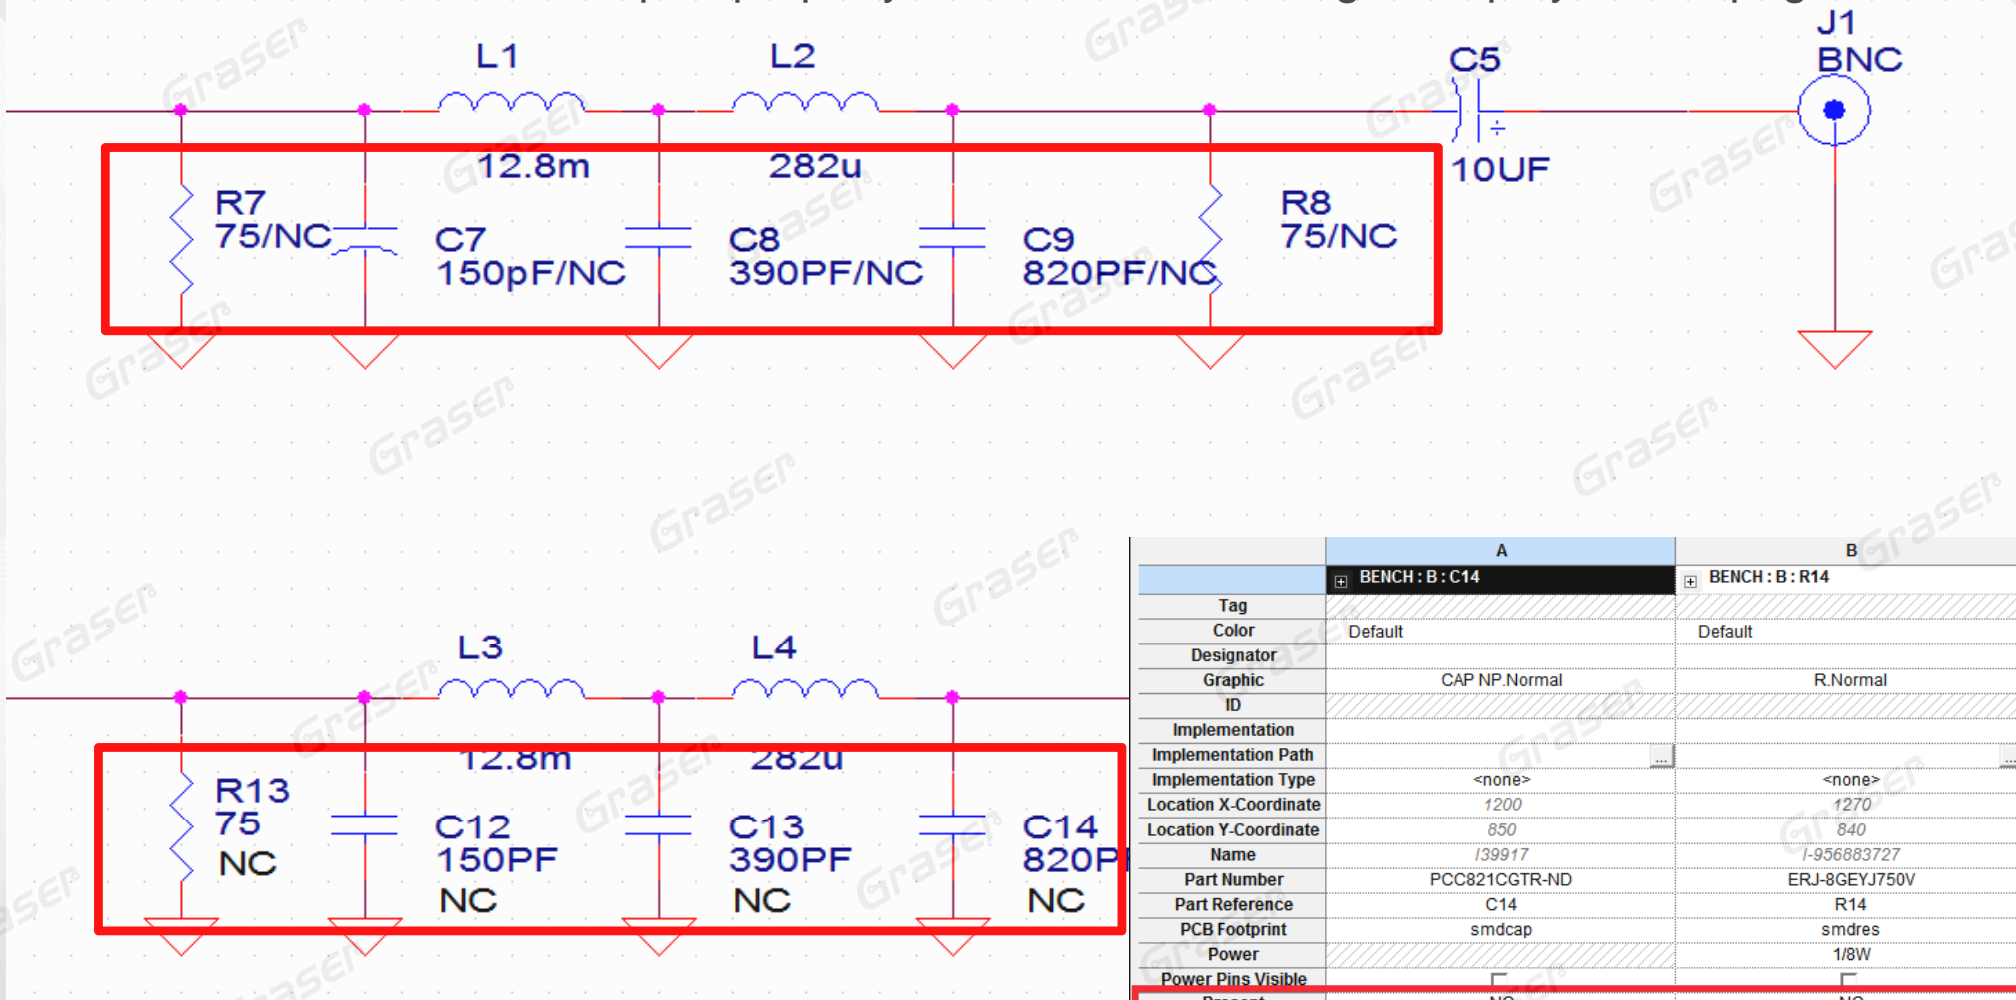 J1
BNC
L1
L2
C5
12.8m
282u
10UF
R7
75/NC
C7
150pF/NC
C8
390PF/NC
C9
820PF/NC
R8
75/NC
L3
L4
12.8m
282u
R13
75
NC
C12
150PF
NC
C13
390PF
NC
C14
820P
NC
A B
BENCH : B : C14 BENCH : B : R14
Tag
Color Default Default
Designator
Graphic CAP NP.Normal R.Normal
ID
Implementation
Implementation Path ... ...
Implementation Type <none> <none>
Location X-Coordinate 1200 1270
Location Y-Coordinate 850 840
Name I39917 I-956883727
Part Number PCC821CGTR-ND ERJ-8GEYJ750V
Part Reference C14 R14
PCB Footprint smdcap smdres
Power 1/8W
Power Pins Visible
Graser